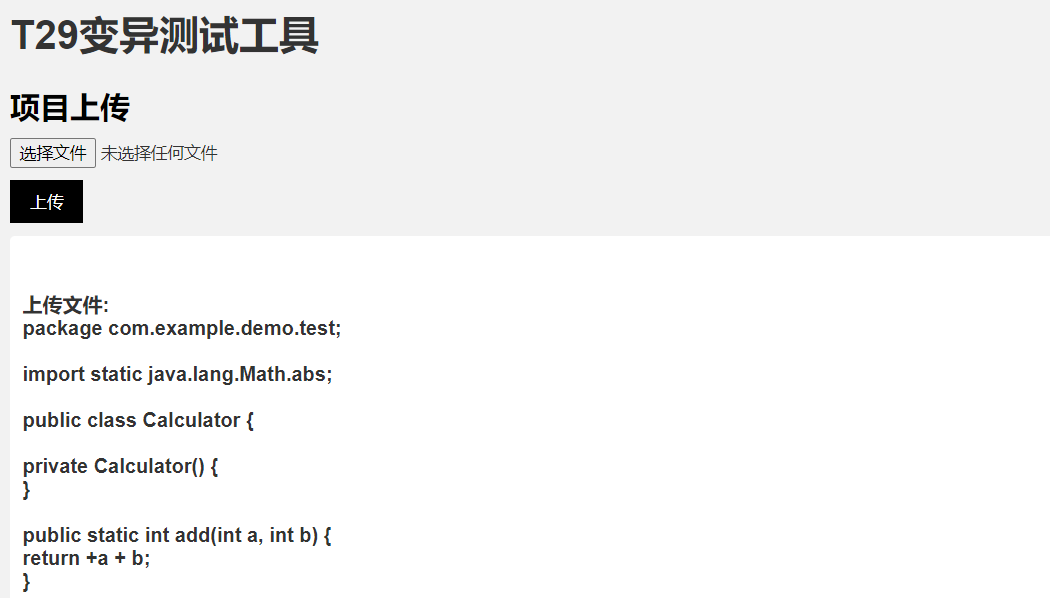 T29变异测试工具
项目上传
选择文件 未选择任何文件
上传
上传文件:
package com.example.demo.test;
import static java.lang.Math.abs;
public class Calculator {
private Calculator() {
}
public static int add(int a, int b) {
return +a + b;
}